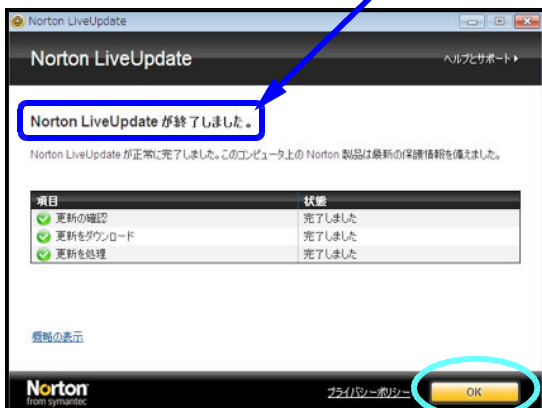 Norton LiveUpdate
Norton LiveUpdate
ヘルプとサポート
Norton LiveUpdate が終了しました。
Norton LiveUpdate が正常に完了しました。このコンピュータ上の Norton 製品は最新の保護情報を備えました。
項目 状態
更新の確認 完了しました
更新をダウンロード 完了しました
更新を処理 完了しました
概略の表示
Norton
from symantec
プライバシーポリシー
OK